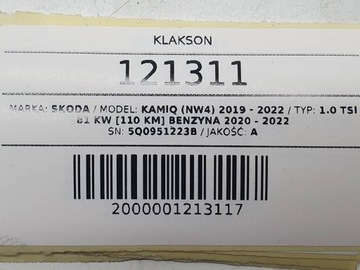 KLAKSON
121311
MARKA: SKODA / MODEL: KAMIQ (NW4) 2019 - 2022 / TYP: 1.0 TSI
81 KW [110 KM] BENZYNA 2020 - 2022
SN: 5Q0951223B / JAKOŚĆ: A
2000001213117